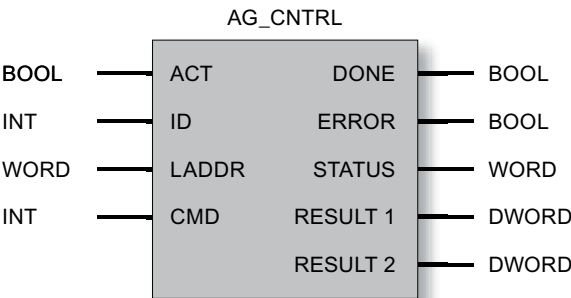 AG_CNTRL
BOOL ACT DONE BOOL
INT ID ERROR BOOL
WORD LADDR STATUS WORD
INT CMD RESULT 1 DWORD
RESULT 2 DWORD